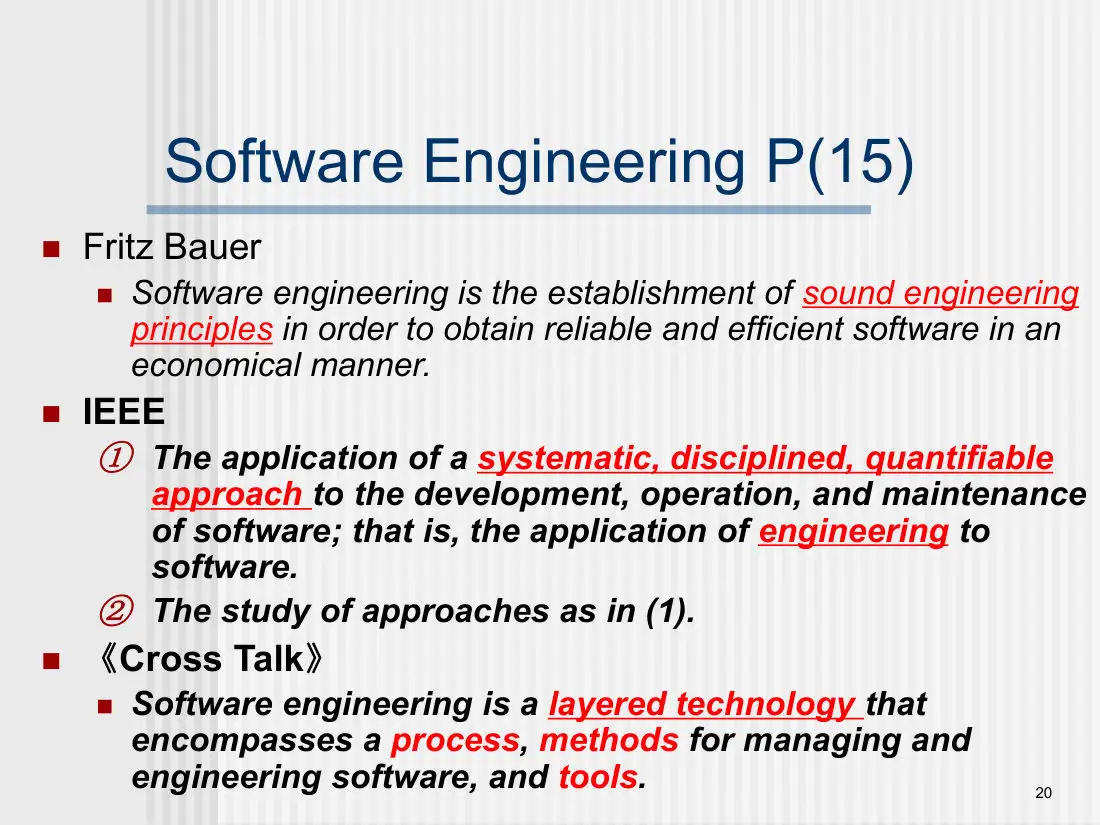 Software Engineering P(15)
Fritz Bauer
Software engineering is the establishment of sound engineering
principles in order to obtain reliable and efficient software in an
economical manner.
IEEE
① The application of a systematic, disciplined, quantifiable
approach to the development, operation, and maintenance
of software; that is, the application of engineering to
software.
② The study of approaches as in (1).
《Cross Talk》
Software engineering is a layered technology that
encompasses a process, methods for managing and
engineering software, and tools.
20